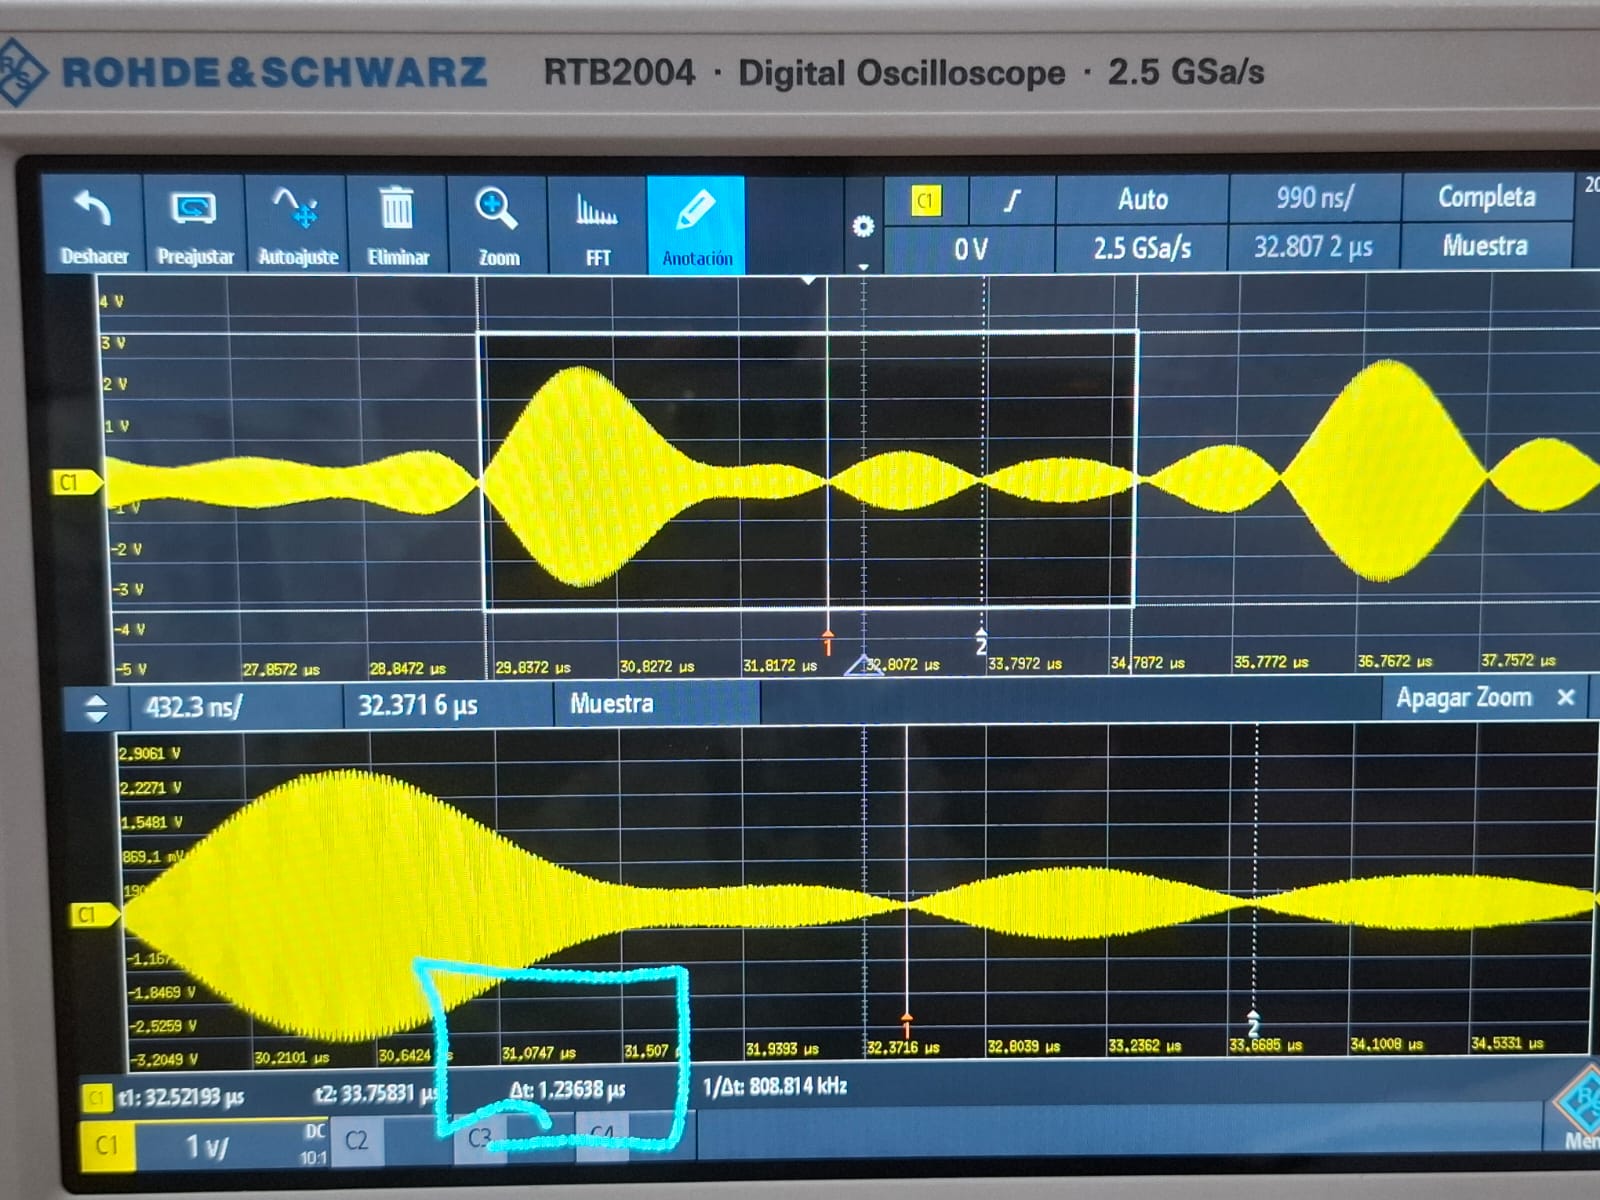 ROHDE & SCHWARZ RTB2004 · Digital Oscilloscope · 2.5 GSa/s
Deshacer Preajustar Autoajuste Eliminar Zoom FFT Anotación
C1 Auto 990 ns/ Completa
0 V 2.5 GSa/s 32.807 2 µs Muestra
4 V
3 V
2 V
1 V
C1
-1 V
-2 V
-3 V
-4 V
-5 V
27.8572 µs 28.8472 µs 29.8372 µs 30.8272 µs 31.8172 µs 32.8072 µs 33.7972 µs 34.7872 µs 35.7772 µs 36.7672 µs 37.7572 µs
1 2
432.3 ns/ 32.371 6 µs Muestra Apagar Zoom
2.9061 V
2.2271 V
1.5481 V
869.1 mV
190
C1
-1.167
-1.8469 V
-2.5259 V
-3.2049 V
30.2101 µs 30.6424 31.0747 µs 31.507 31.9393 µs 32.3716 µs 32.8039 µs 33.2362 µs 33.6685 µs 34.1008 µs 34.5331 µs
1 2
C1 t1: 32.52193 µs t2: 33.75831 µs Δt: 1.23638 µs 1/Δt: 808.814 kHz
C1 1 V/ DC 10:1 C2 C3 C4